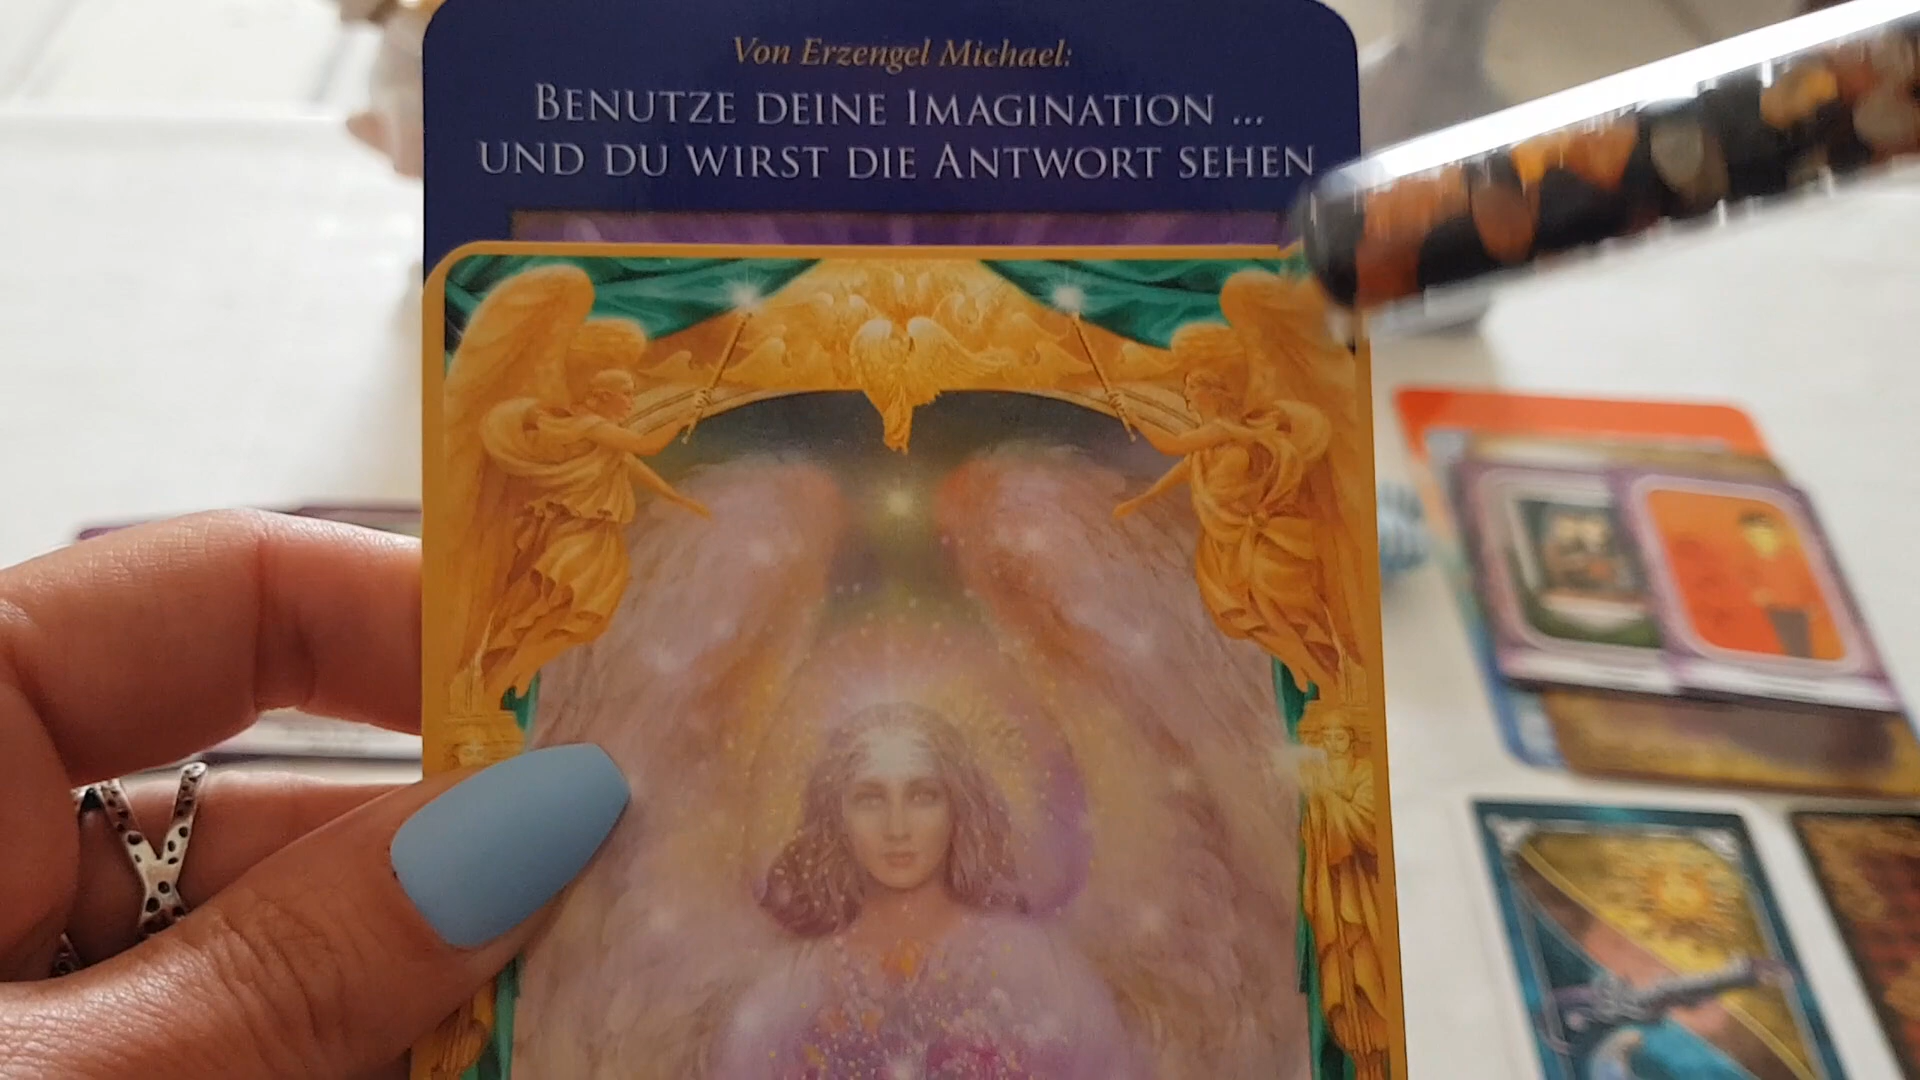 Von Erzengel Michael:
BENUTZE DEINE IMAGINATION ...
UND DU WIRST DIE ANTWORT SEHEN